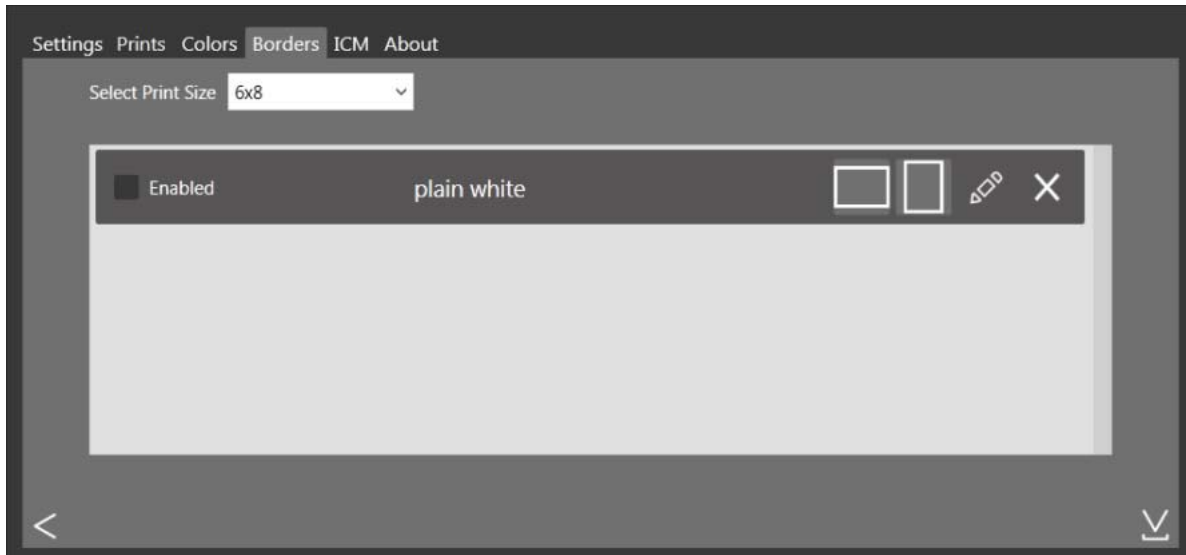 Settings Prints Colors Borders ICM About
Select Print Size 6x8
Enabled plain white